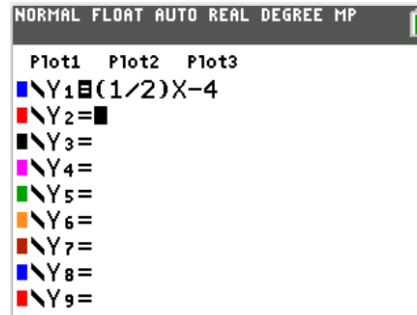 NORMAL FLOAT AUTO REAL DEGREE MP
Plot1 Plot2 Plot3
\Y1=(1/2)X-4
\Y2=
\Y3=
\Y4=
\Y5=
\Y6=
\Y7=
\Y8=
\Y9=